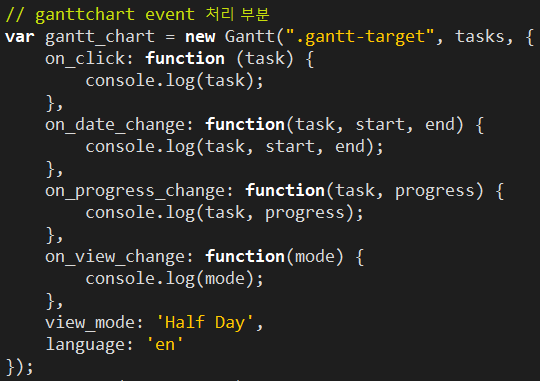 // ganttchart event 처리 부분
var gantt_chart = new Gantt(".gantt-target", tasks, {
    on_click: function (task) {
        console.log(task);
    },
    on_date_change: function(task, start, end) {
        console.log(task, start, end);
    },
    on_progress_change: function(task, progress) {
        console.log(task, progress);
    },
    on_view_change: function(mode) {
        console.log(mode);
    },
    view_mode: 'Half Day',
    language: 'en'
});